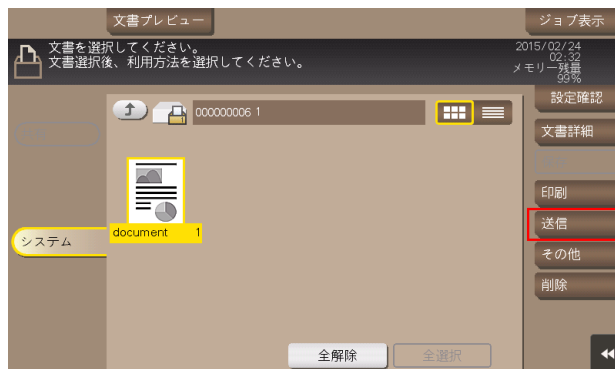 文書プレビュー
ジョブ表示
文書を選択してください。
文書選択後、利用方法を選択してください。
2015/02/24
02:32
メモリー残量
99%
設定確認
000000006 1
文書詳細
印刷
document 1
送信
システム
その他
削除
全解除
全選択